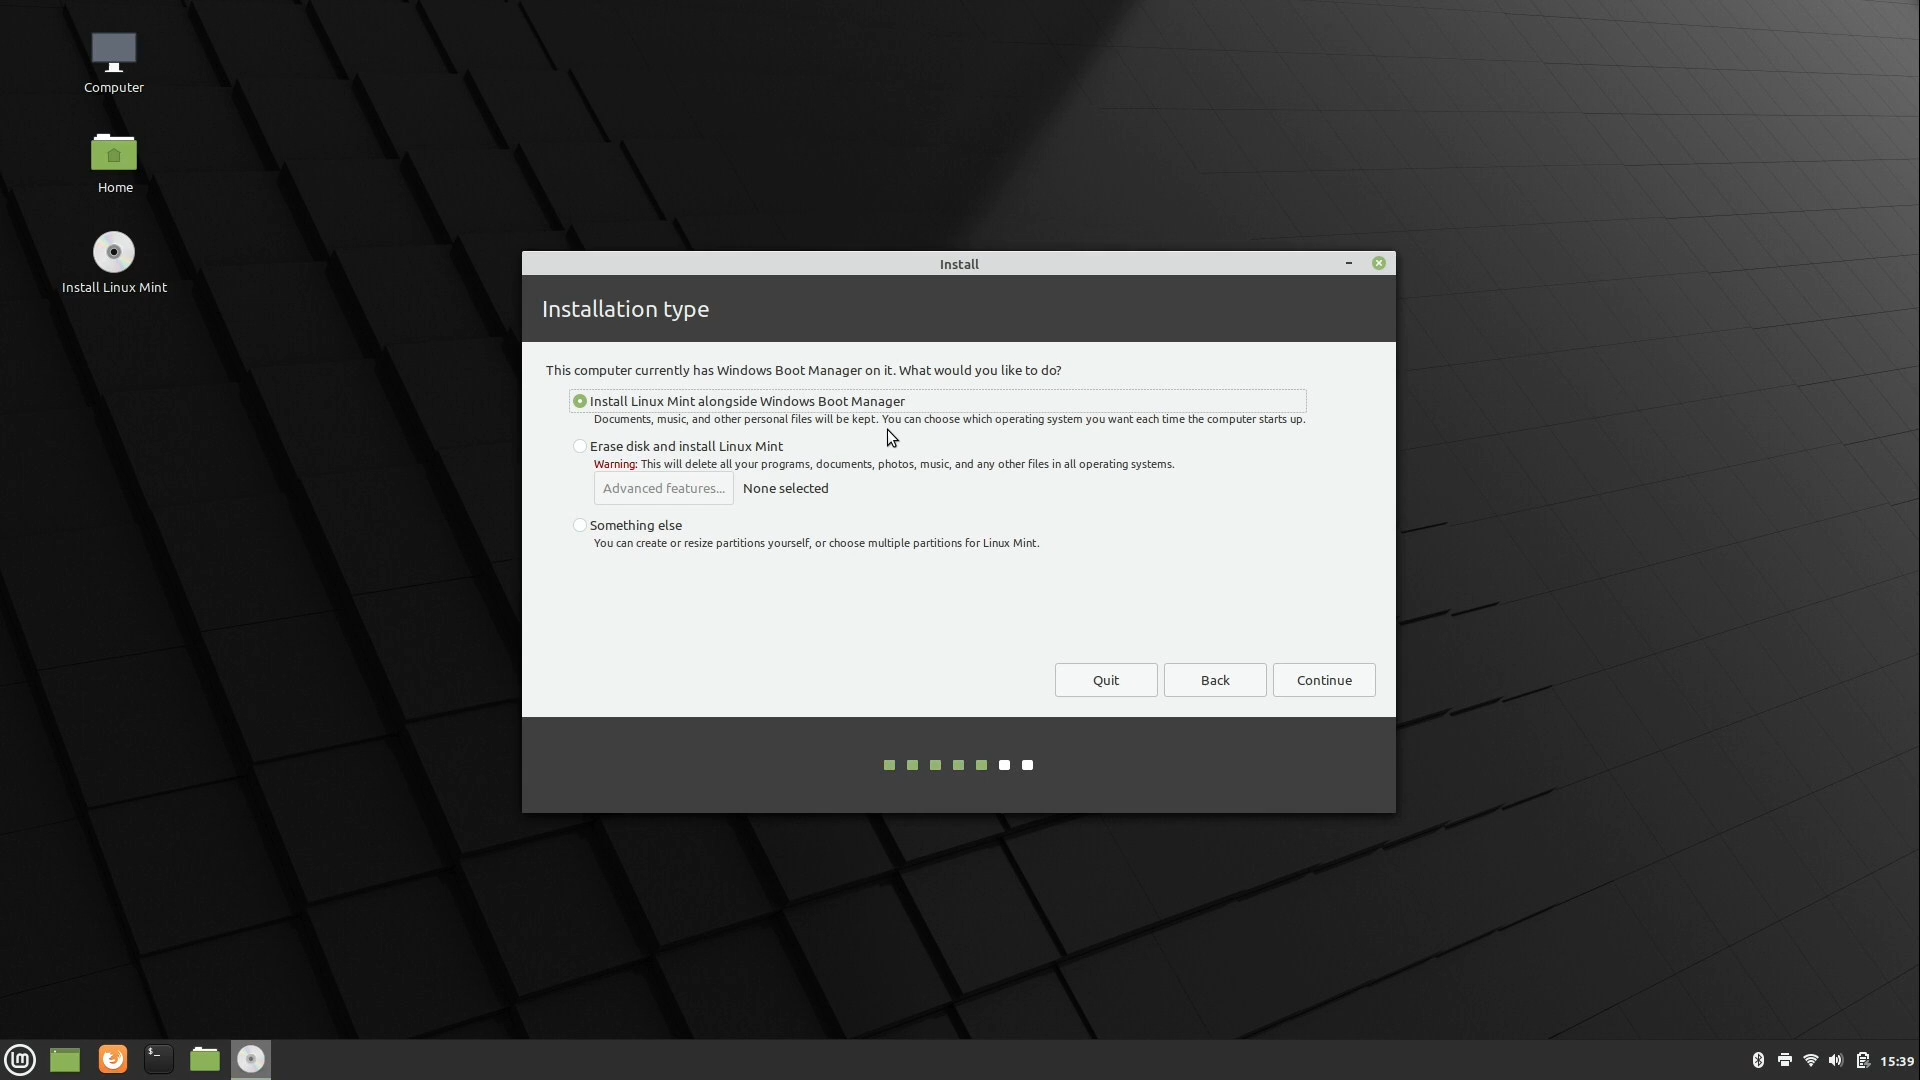 Computer
Home
Install Linux Mint
Install
Installation type
This computer currently has Windows Boot Manager on it. What would you like to do?
Install Linux Mint alongside Windows Boot Manager
Documents, music, and other personal files will be kept. You can choose which operating system you want each time the computer starts up.
Erase disk and install Linux Mint
Warning: This will delete all your programs, documents, photos, music, and any other files in all operating systems.
Advanced features... None selected
Something else
You can create or resize partitions yourself, or choose multiple partitions for Linux Mint.
Quit Back Continue
lm $_ 15:39